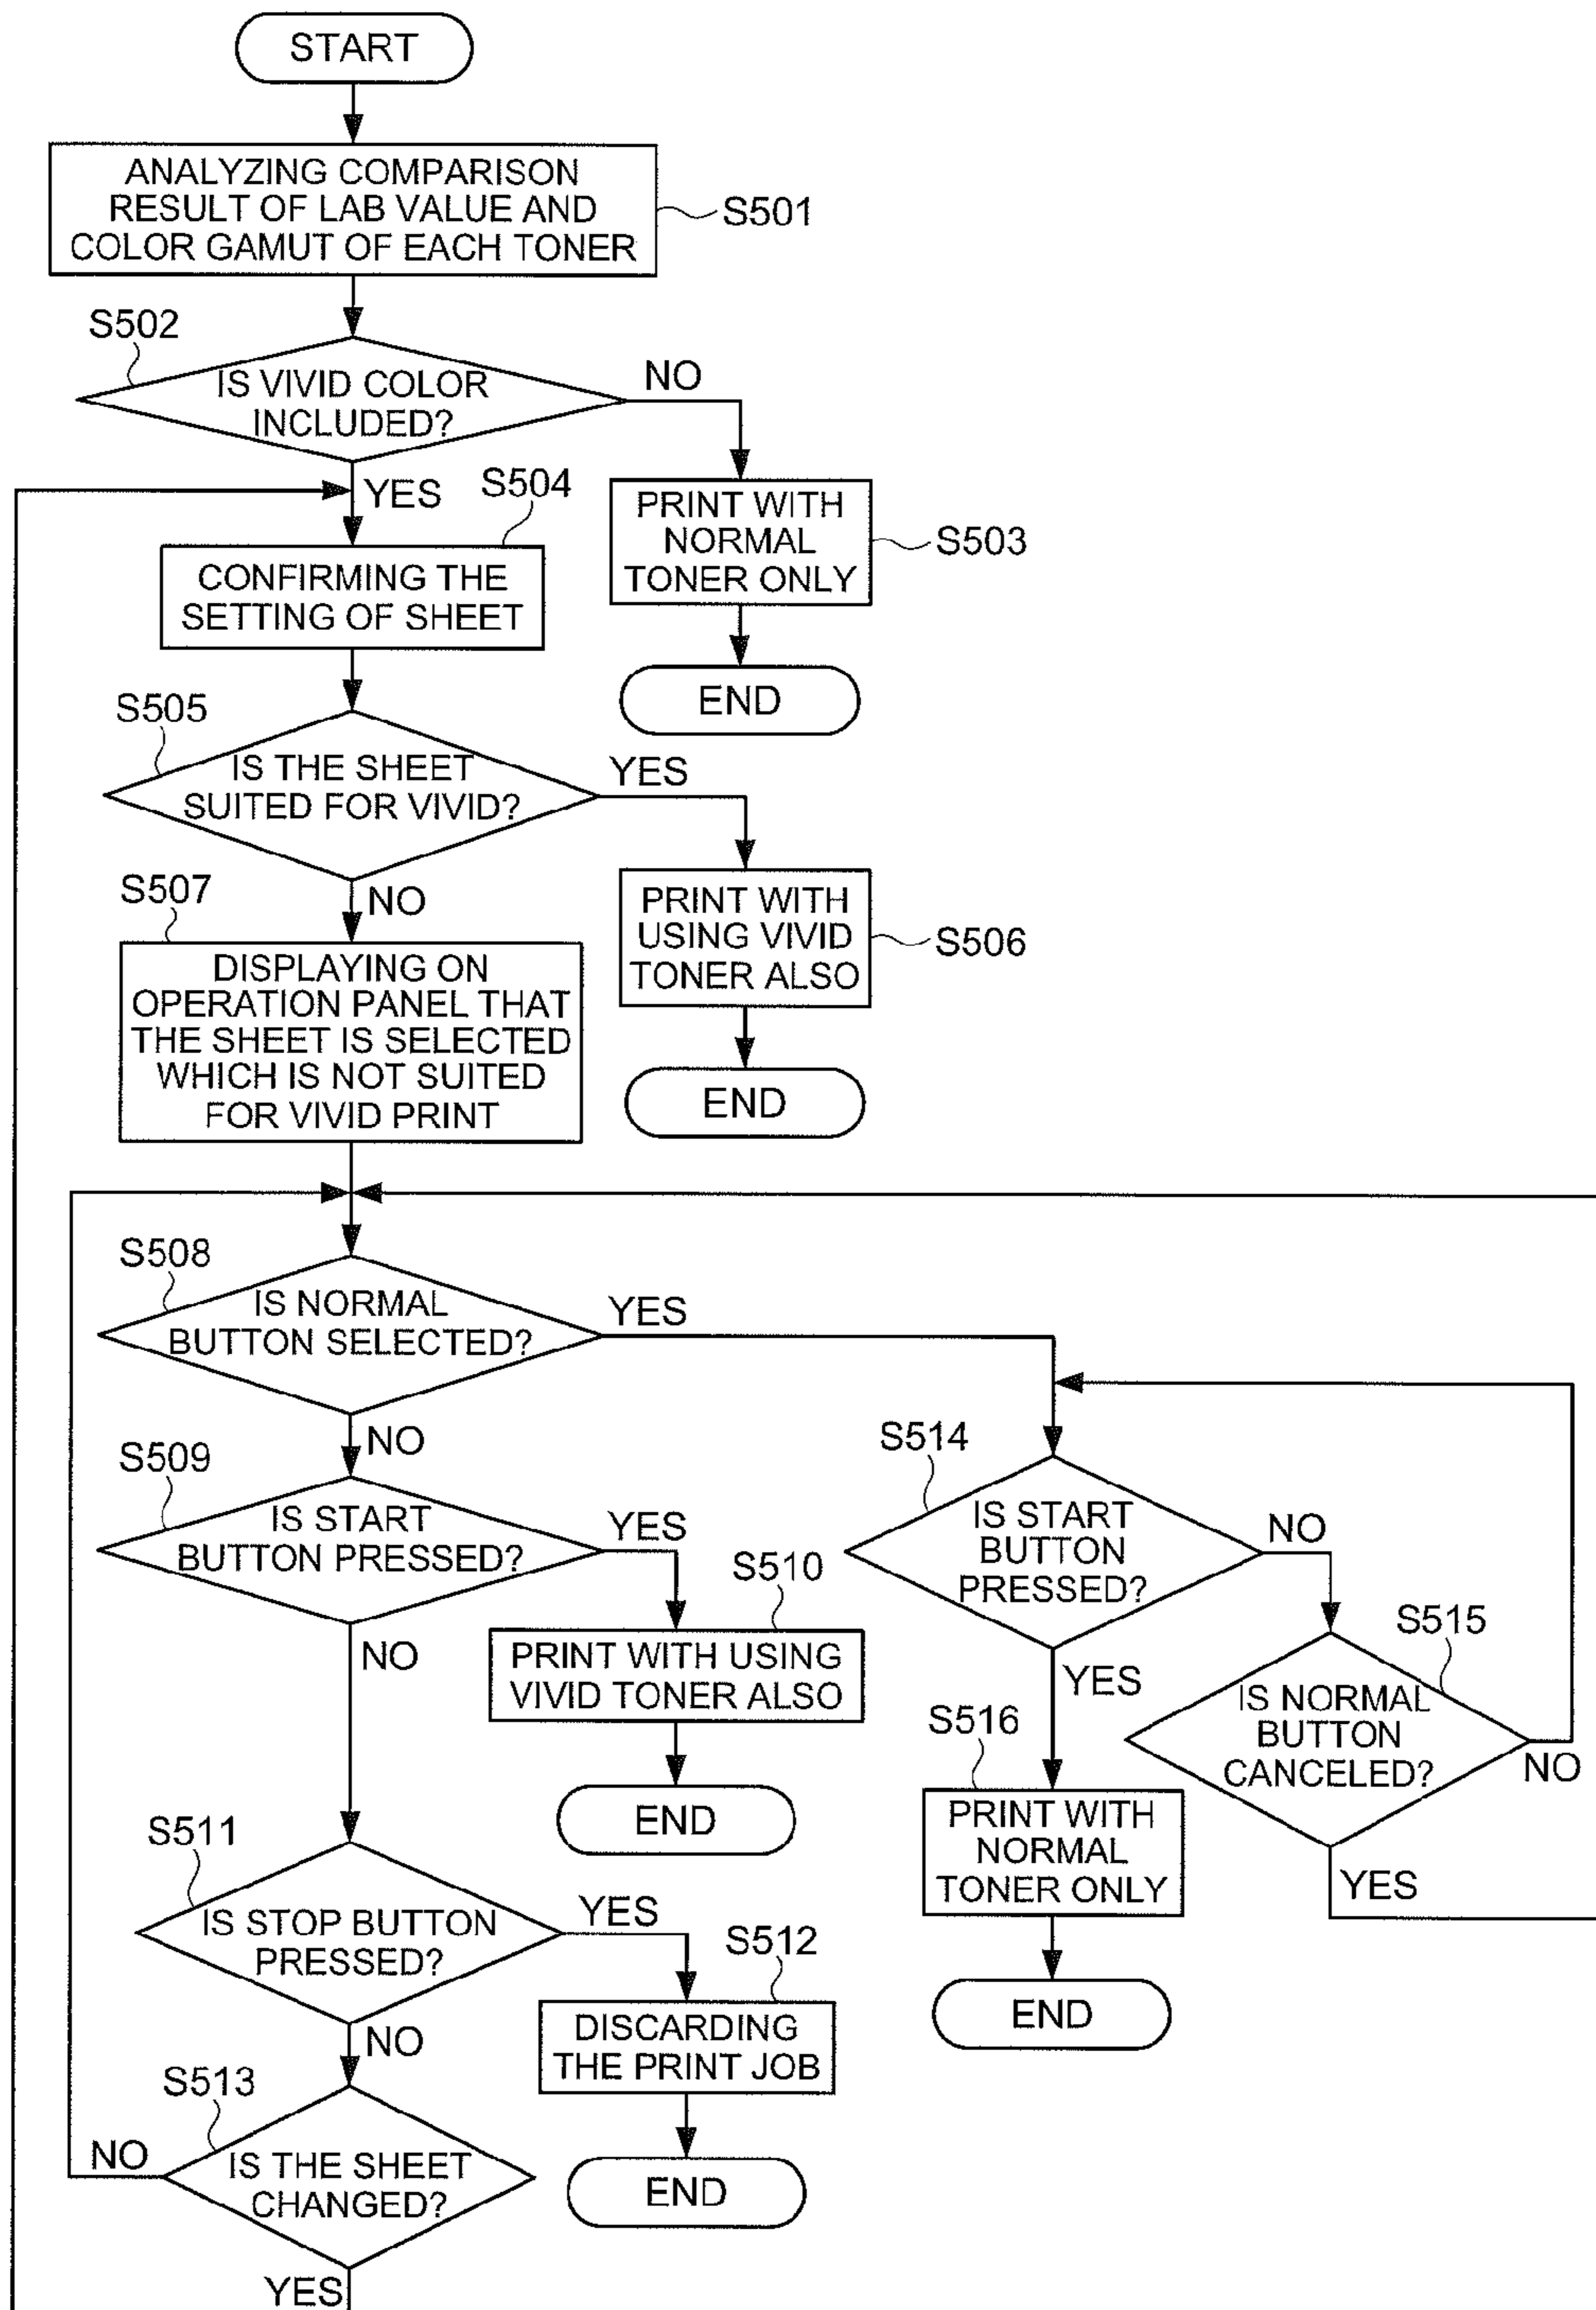 START
ANALYZING COMPARISON
RESULT OF LAB VALUE AND
COLOR GAMUT OF EACH TONER
S501
S502
IS VIVID COLOR
INCLUDED?
NO
YES
PRINT WITH
NORMAL
TONER ONLY
S503
END
S504
CONFIRMING THE
SETTING OF SHEET
S505
IS THE SHEET
SUITED FOR VIVID?
YES
NO
PRINT WITH
USING VIVID
TONER ALSO
S506
END
S507
DISPLAYING ON
OPERATION PANEL THAT
THE SHEET IS SELECTED
WHICH IS NOT SUITED
FOR VIVID PRINT
S508
IS NORMAL
BUTTON SELECTED?
YES
NO
S509
IS START
BUTTON PRESSED?
YES
NO
S510
PRINT WITH USING
VIVID TONER ALSO
END
S511
IS STOP BUTTON
PRESSED?
YES
NO
S512
DISCARDING
THE PRINT JOB
END
S513
IS THE SHEET
CHANGED?
NO
YES
S514
IS START
BUTTON
PRESSED?
NO
YES
S515
IS NORMAL
BUTTON
CANCELED?
NO
YES
S516
PRINT WITH
NORMAL
TONER ONLY
END